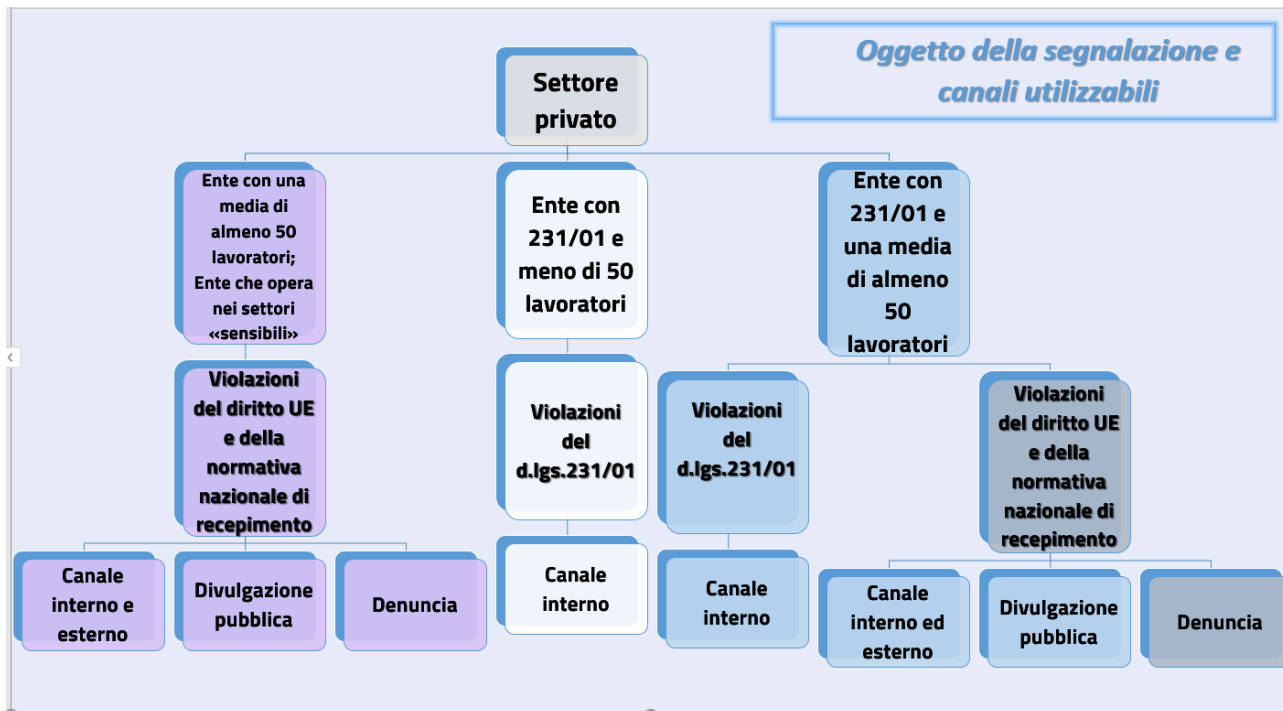 Oggetto della segnalazione e
canali utilizzabili
Settore
privato
Ente con una
media di
almeno 50
lavoratori;
Ente che opera
nei settori
«sensibili»
Ente con
231/01 e
meno di 50
lavoratori
Ente con
231/01 e
una media
di almeno
50
lavoratori
Violazioni
del diritto UE
e della
normativa
nazionale di
recepimento
Violazioni
del
d.lgs.231/01
Violazioni
del
d.lgs.231/01
Violazioni
del diritto UE
e della
normativa
nazionale di
recepimento
Canale
interno e
esterno
Divulgazione
pubblica
Denuncia
Canale
interno
Canale
interno
Canale
interno ed
esterno
Divulgazione
pubblica
Denuncia